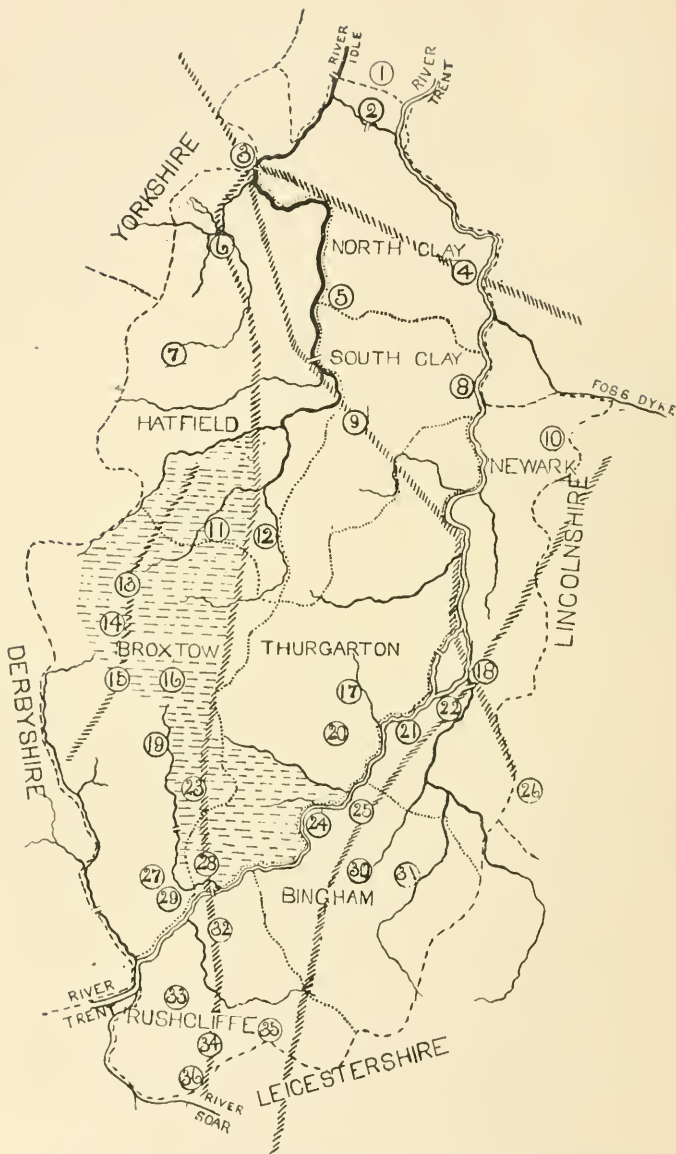 RIVER
IDLE
1
RIVER
TRENT
2
3
YORKSHIRE
6
NORTH CLAY
4
5
7
SOUTH CLAY
8
FOSS DYKE
HATFIELD
9
10
NEWARK
LINCOLNSHIRE
11
12
13
14
DERBYSHIRE
BROXTOW
THURGARTON
15
16
17
18
19
20
21
22
23
24
25
26
27
28
29
30
31
BINGHAM
32
RIVER
TRENT
33
RUSHCLIFFE
34
35
LEICESTERSHIRE
36
RIVER
SOAR